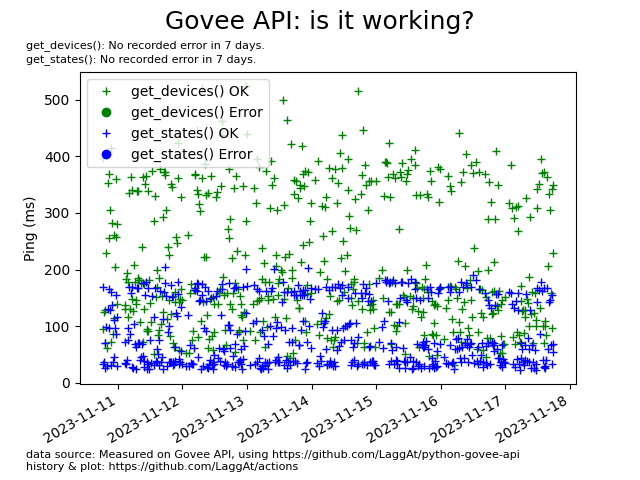 Govee API: is it working?
get_devices(): No recorded error in 7 days.
get_states(): No recorded error in 7 days.
get_devices() OK
get_devices() Error
get_states() OK
get_states() Error
500
400
300
200
100
0
Ping (ms)
2023-11-11
2023-11-12
2023-11-13
2023-11-14
2023-11-15
2023-11-16
2023-11-17
2023-11-18
data source: Measured on Govee API, using https://github.com/LaggAt/python-govee-api
history & plot: https://github.com/LaggAt/actions